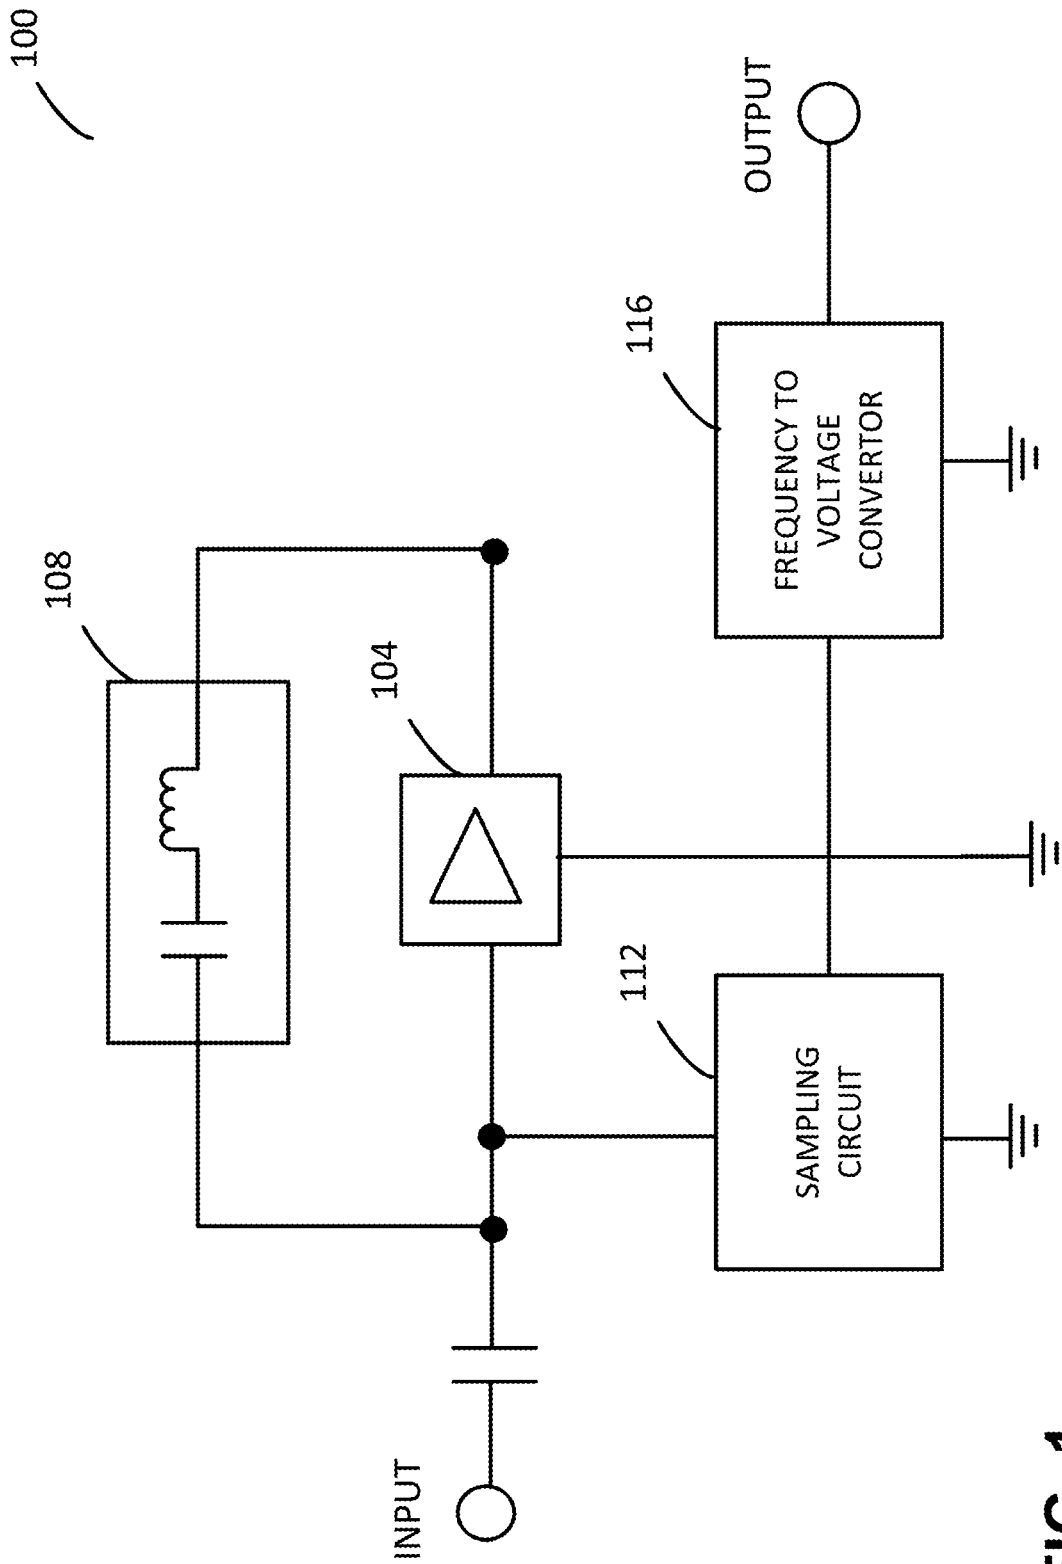 100
108
104
INPUT
112
SAMPLING
CIRCUIT
116
FREQUENCY TO
VOLTAGE
CONVERTOR
OUTPUT